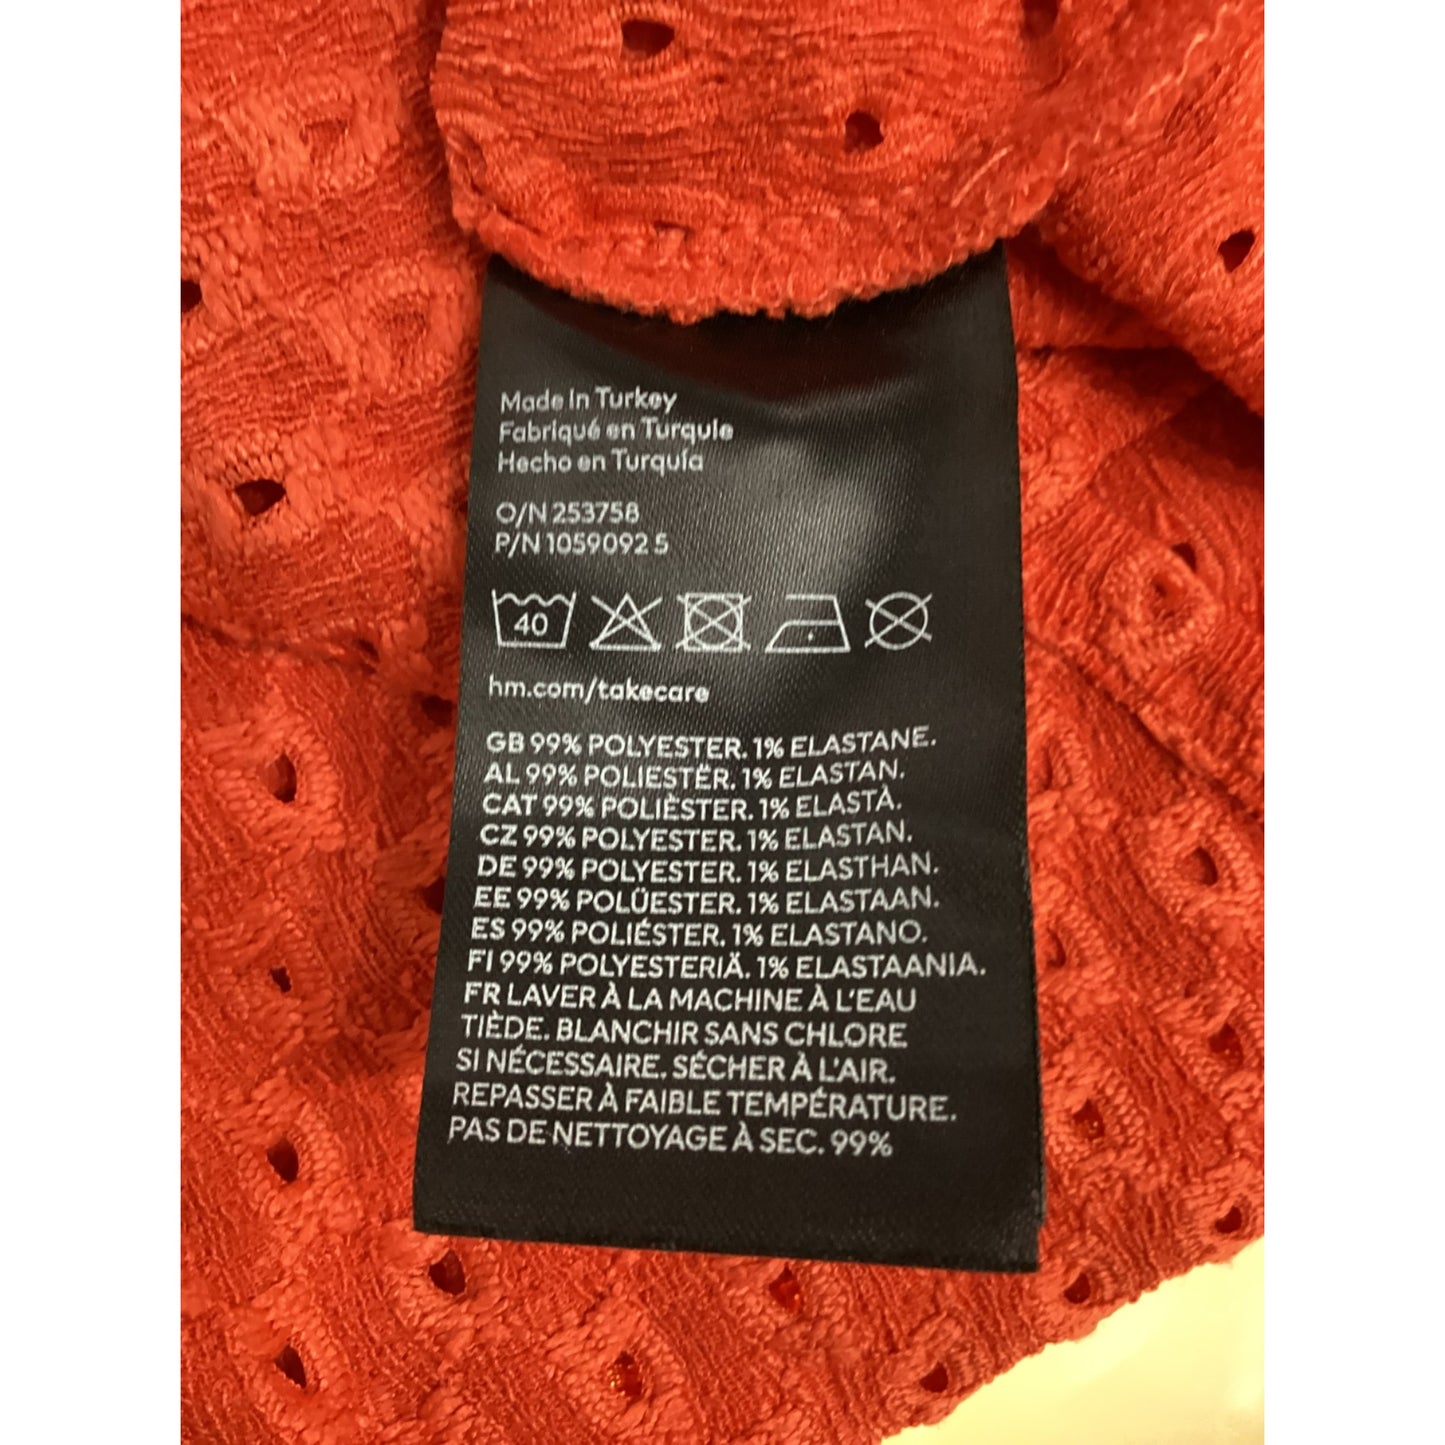 Made in Turkey
Fabriqué en Turquie
Hecho en Turquía
O/N 253758
P/N 1059092 5
40
hm.com/takecare
GB 99% POLYESTER. 1% ELASTANE.
AL 99% POLIESTËR. 1% ELASTAN.
CAT 99% POLIÈSTER. 1% ELASTÀ.
CZ 99% POLYESTER. 1% ELASTAN.
DE 99% POLYESTER. 1% ELASTHAN.
EE 99% POLÜESTER. 1% ELASTAAN.
ES 99% POLIÉSTER. 1% ELASTANO.
FI 99% POLYESTERIÄ. 1% ELASTAANIA.
FR LAVER À LA MACHINE À L'EAU
TIÈDE. BLANCHIR SANS CHLORE
SI NÉCESSAIRE. SÉCHER À L'AIR.
REPASSER À FAIBLE TEMPÉRATURE.
PAS DE NETTOYAGE À SEC. 99%